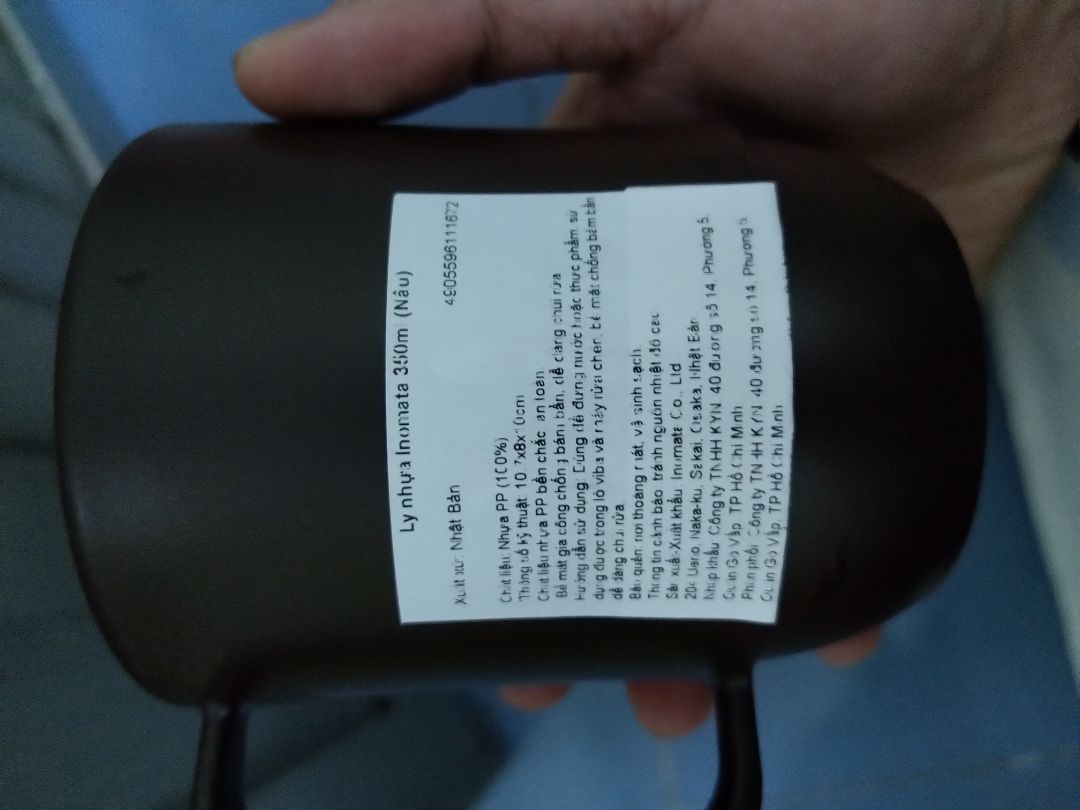 Ly nhựa Inomata 350ml (Nâu)
Xuất xứ: Nhật Bản 4905596111672
Chất liệu: Nhựa PP (100%)
Thông số kỹ thuật: 10.7x8x10cm
Chất liệu nhựa PP bền chắc, an toàn
Bề mặt gia công chống bám bẩn, dễ dàng chùi rửa
Hướng dẫn sử dụng: Dùng để đựng nước hoặc thực phẩm, sử
dụng được trong lò viba và máy rửa chén, bề mặt chống bám bẩn
dễ dàng chùi rửa
Bảo quản: nơi thoáng mát, vệ sinh sạch
Thông tin cảnh báo: tránh nguồn nhiệt độ cao
Sản xuất-Xuất khẩu: Inomata Co., Ltd
Naka-ku, Sakai, Osaka, Nhật Bản
Nhập khẩu: Công ty TNHH KYN 40 đường số 14, Phường 5,
Quận Gò Vấp, TP Hồ Chí Minh
Phân phối: Công ty TNHH KYN 40 đường số 14, Phường 5,
Quận Gò Vấp, TP Hồ Chí Minh